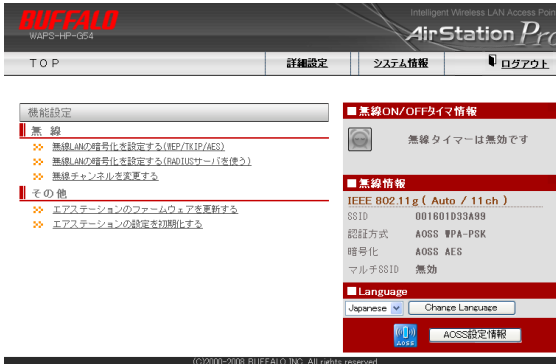 BUFFALO
WAPS-HP-G54
Intelligent Wireless LAN Access Poin
AirStation Pro
TOP
詳細設定
システム情報
ログアウト
機能設定
無 線
無線LANの暗号化を設定する(WEP/TKIP/AES)
無線LANの暗号化を設定する(RADIUSサーバを使う)
無線チャンネルを変更する
その他
エアステーションのファームウェアを更新する
エアステーションの設定を初期化する
■無線ON/OFFタイマ情報
無線タイマーは無効です
■無線情報
IEEE 802.11g ( Auto / 11ch )
SSID 001601D33A99
認証方式 AOSS WPA-PSK
暗号化 AOSS AES
マルチSSID 無効
■Language
Japanese Change Language
AOSS AOSS設定情報
(C)2000-2008 BUFFALO INC. All rights reserved.